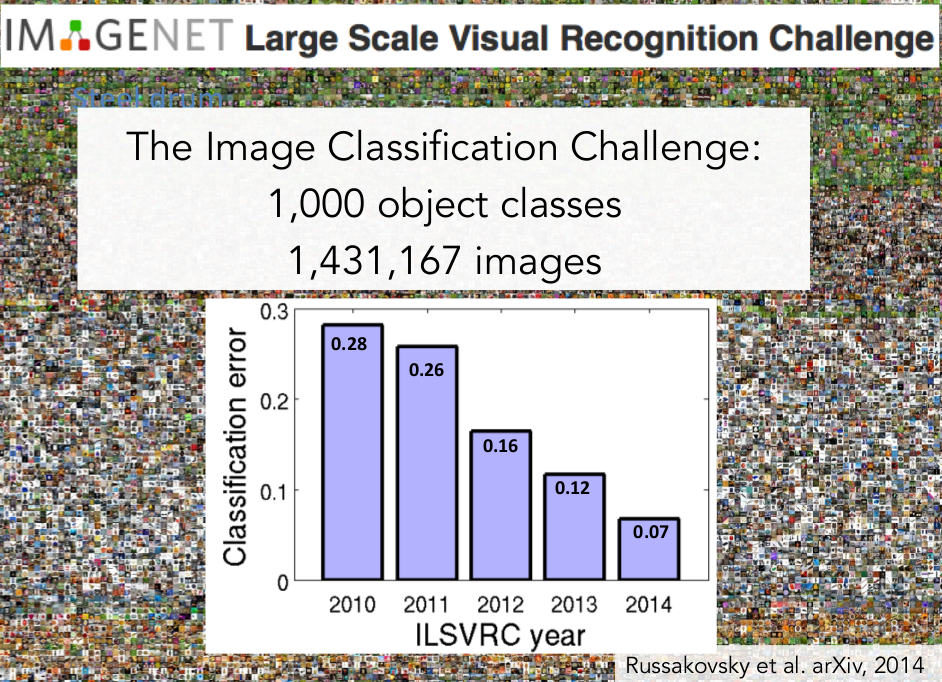 IMAGENET Large Scale Visual Recognition Challenge
Steel drum
The Image Classification Challenge:
1,000 object classes
1,431,167 images
Classification error
0.3
0.2
0.1
0
0.28
0.26
0.16
0.12
0.07
2010 2011 2012 2013 2014
ILSVRC year
Russakovsky et al. arXiv, 2014